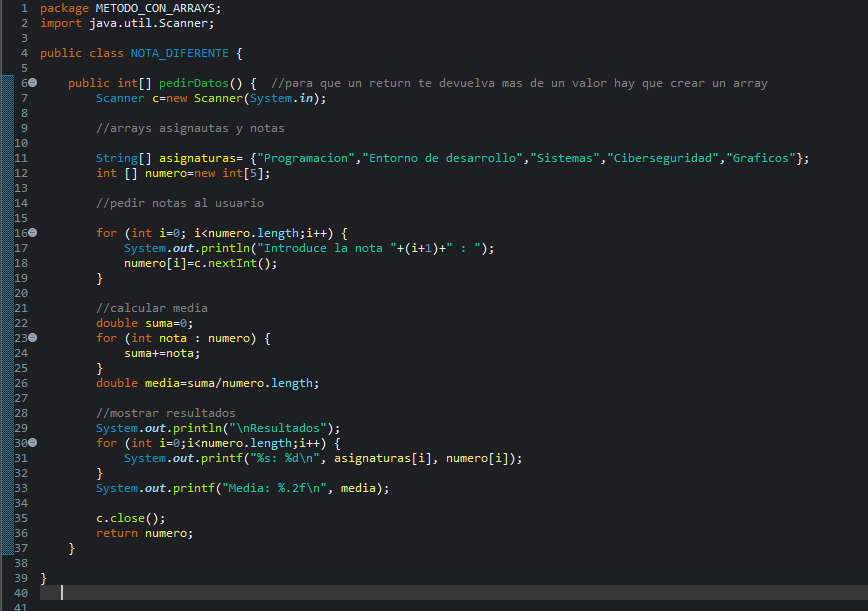 1 package METODO_CON_ARRAYS;
2 import java.util.Scanner;
3
4 public class NOTA_DIFERENTE {
5
6 public int[] pedirDatos() {  //para que un return te devuelva mas de un valor hay que crear un array
7 Scanner c=new Scanner(System.in);
8
9 //arrays asignautas y notas
10
11 String[] asignaturas= {"Programacion","Entorno de desarrollo","Sistemas","Ciberseguridad","Graficos"};
12 int [] numero=new int[5];
13
14 //pedir notas al usuario
15
16 for (int i=0; i<numero.length;i++) {
17 System.out.println("Introduce la nota "+(i+1)+" : ");
18 numero[i]=c.nextInt();
19 }
20
21 //calcular media
22 double suma=0;
23 for (int nota : numero) {
24 suma+=nota;
25 }
26 double media=suma/numero.length;
27
28 //mostrar resultados
29 System.out.println("\nResultados");
30 for (int i=0;i<numero.length;i++) {
31 System.out.printf("%s: %d\n", asignaturas[i], numero[i]);
32 }
33 System.out.printf("Media: %.2f\n", media);
34
35 c.close();
36 return numero;
37 }
38
39 }
40
41